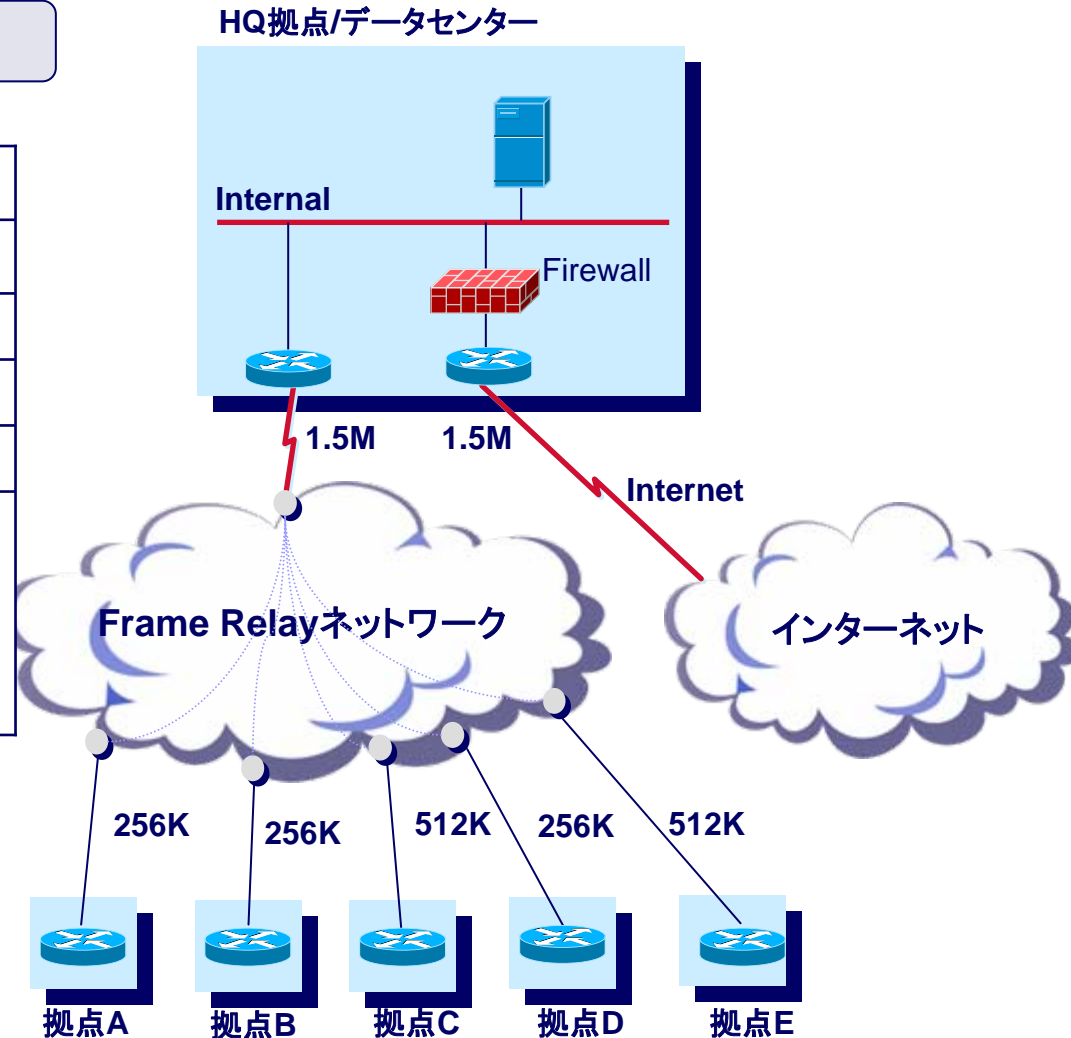 HQ拠点/データセンター
Internal
Firewall
1.5M
1.5M
Internet
Frame Relayネットワーク
インターネット
256K
256K
512K
256K
512K
拠点A
拠点B
拠点C
拠点D
拠点E